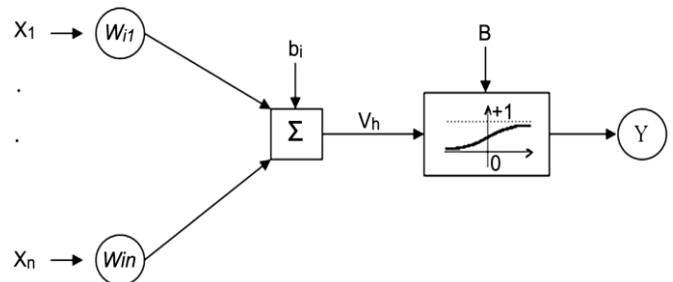 X₁
Wi1
.
.
Xₙ
Win
bᵢ
Σ
Vₕ
B
+1
0
Y